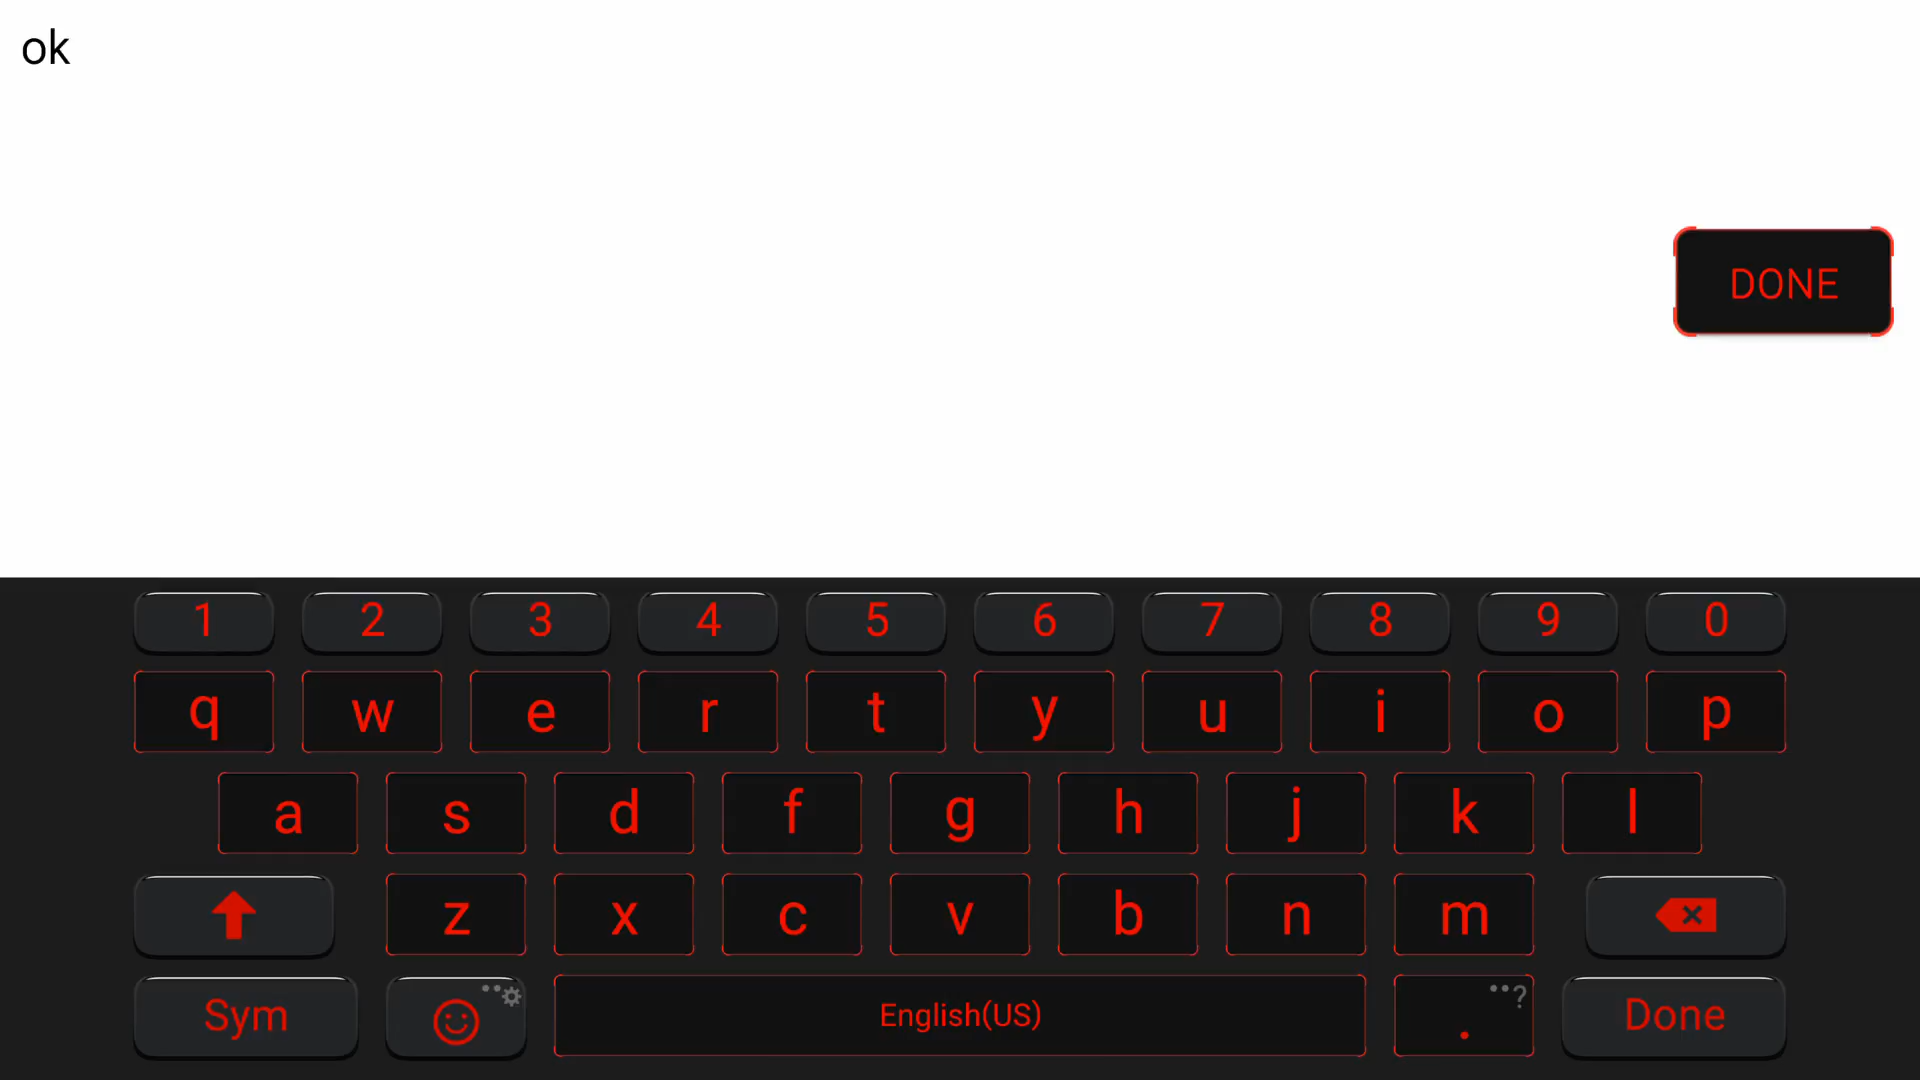 ok
DONE
1 2 3 4 5 6 7 8 9 0
q w e r t y u i o p
a s d f g h j k l
z x c v b n m
Sym English(US) ..? . Done